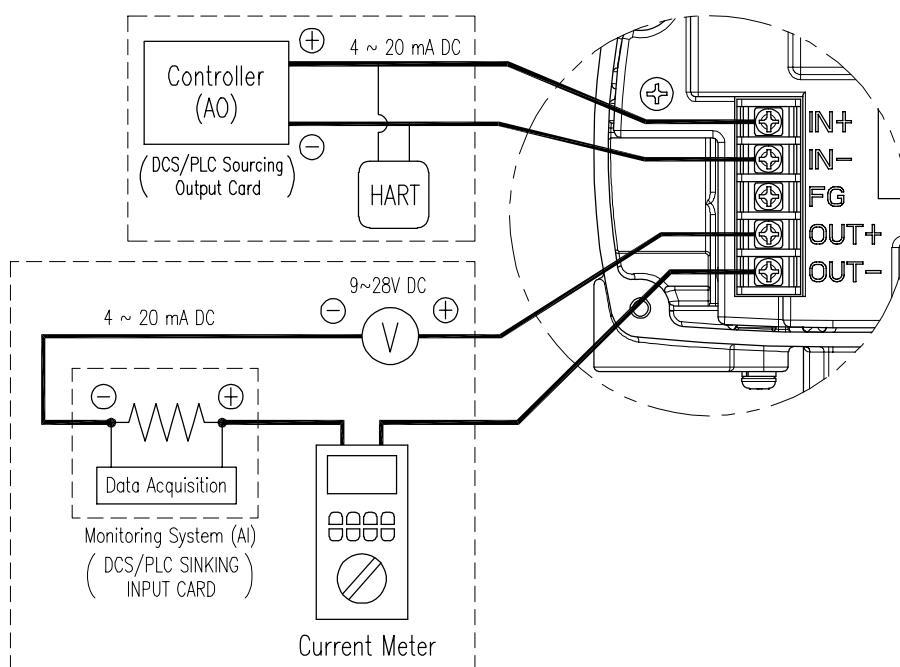 ⊕
4 ~ 20 mA DC
Controller
(AO)
⊖
(DCS/PLC Sourcing
Output Card)
HART
IN+
IN-
FG
OUT+
OUT-
9~28V DC
⊖
⊕
4 ~ 20 mA DC
V
⊖
⊕
Data Acquisition
Monitoring System (AI)
(DCS/PLC SINKING
INPUT CARD)
Current Meter